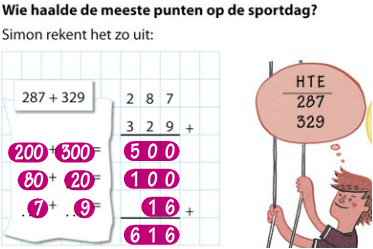 Wie haalde de meeste punten op de sportdag?
Simon rekent het zo uit:
287 + 329
2 8 7
3 2 9 +
200 + 300 = 5 0 0
80 + 20 = 1 0 0
..7 + ..9 = 1 6 +
6 1 6
HTE
287
329